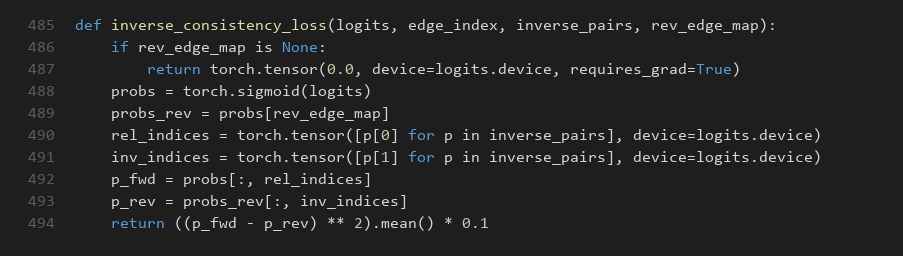 485 def inverse_consistency_loss(logits, edge_index, inverse_pairs, rev_edge_map):
486     if rev_edge_map is None:
487         return torch.tensor(0.0, device=logits.device, requires_grad=True)
488     probs = torch.sigmoid(logits)
489     probs_rev = probs[rev_edge_map]
490     rel_indices = torch.tensor([p[0] for p in inverse_pairs], device=logits.device)
491     inv_indices = torch.tensor([p[1] for p in inverse_pairs], device=logits.device)
492     p_fwd = probs[:, rel_indices]
493     p_rev = probs_rev[:, inv_indices]
494     return ((p_fwd - p_rev) ** 2).mean() * 0.1